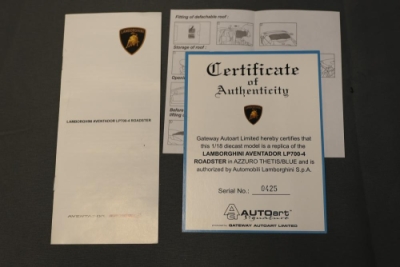 LAMBORGHINI AVENTADOR LP700-4 ROADSTER
Fitting of detachable roof:
Storage of roof:
Certificate
of
Authenticity
Gateway Autoart Limited hereby certifies that
this 1/18 diecast model is a replica of the
LAMBORGHINI AVENTADOR LP700-4
ROADSTER in AZZURO THETIS/BLUE and is
authorized by Automobili Lamborghini S.p.A.
Serial No.: 0425
AUTOart
Signature
GATEWAY AUTOART LIMITED